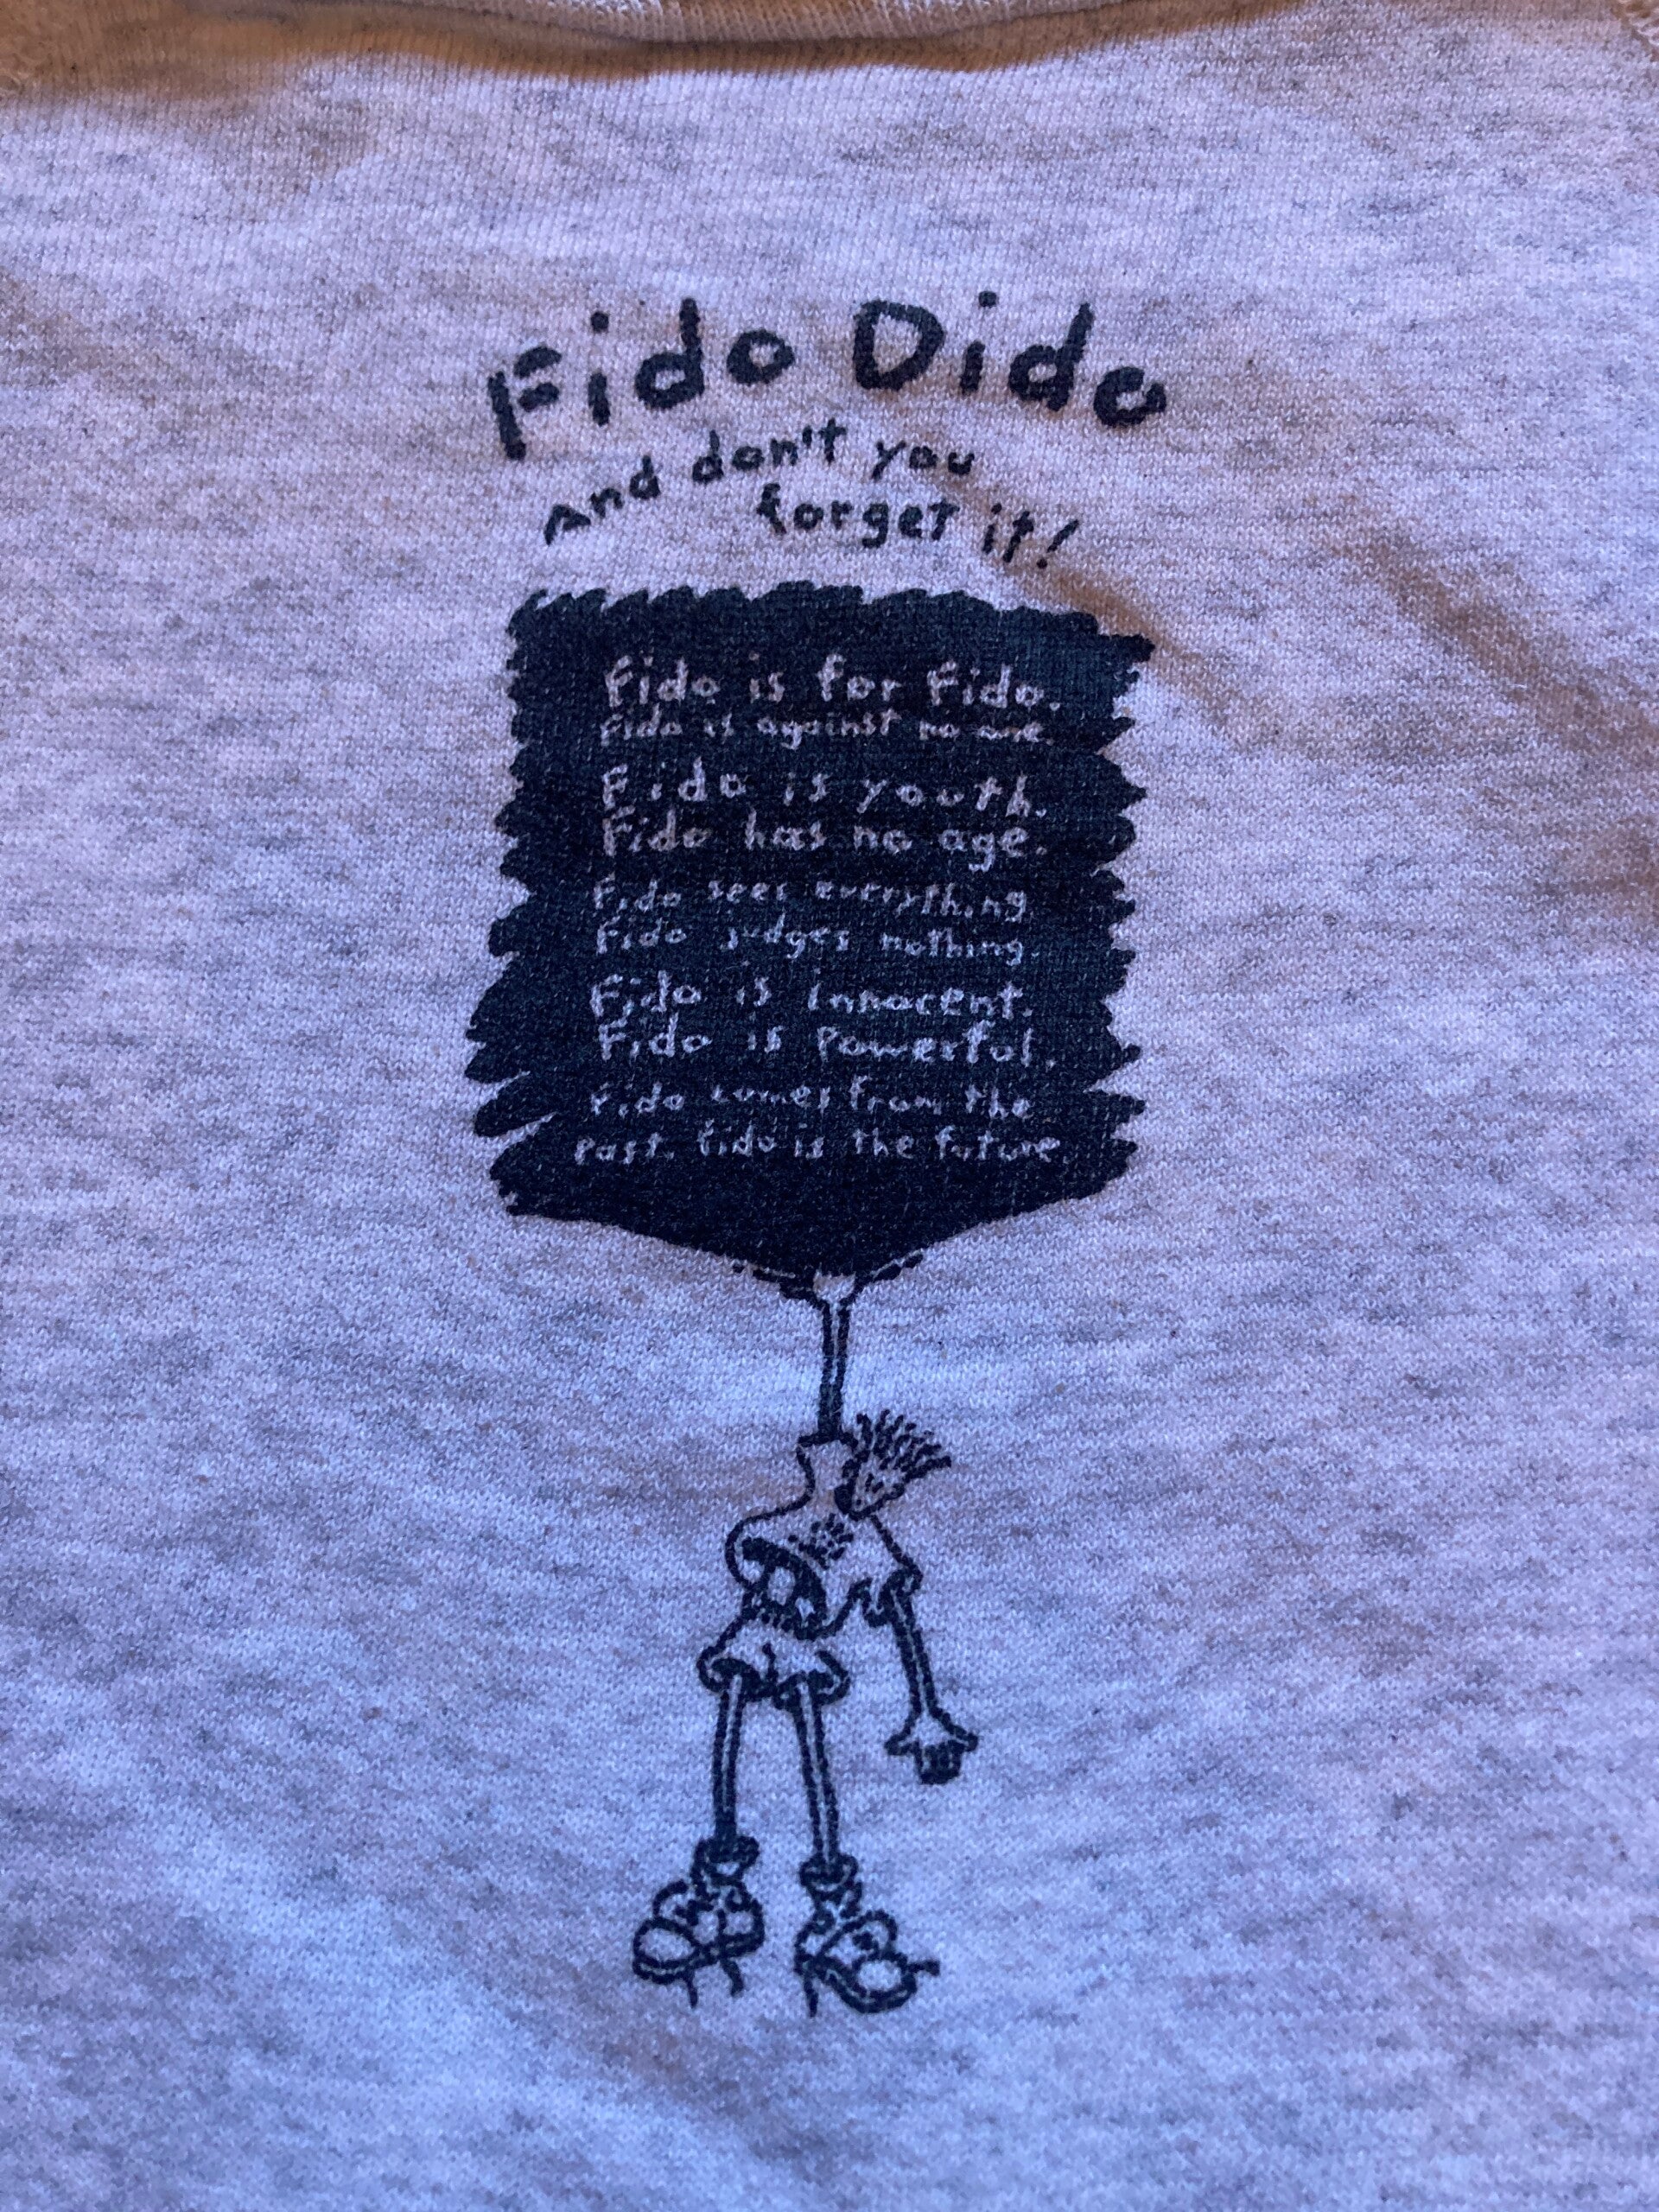 Fido Dido
And don't you
forget it!
Fido is for Fido.
Fido is against no one.
Fido is youth.
Fido has no age.
Fido sees everything
Fido judges nothing.
Fido is innocent.
Fido is Powerful.
Fido comes from the
past. Fido is the future